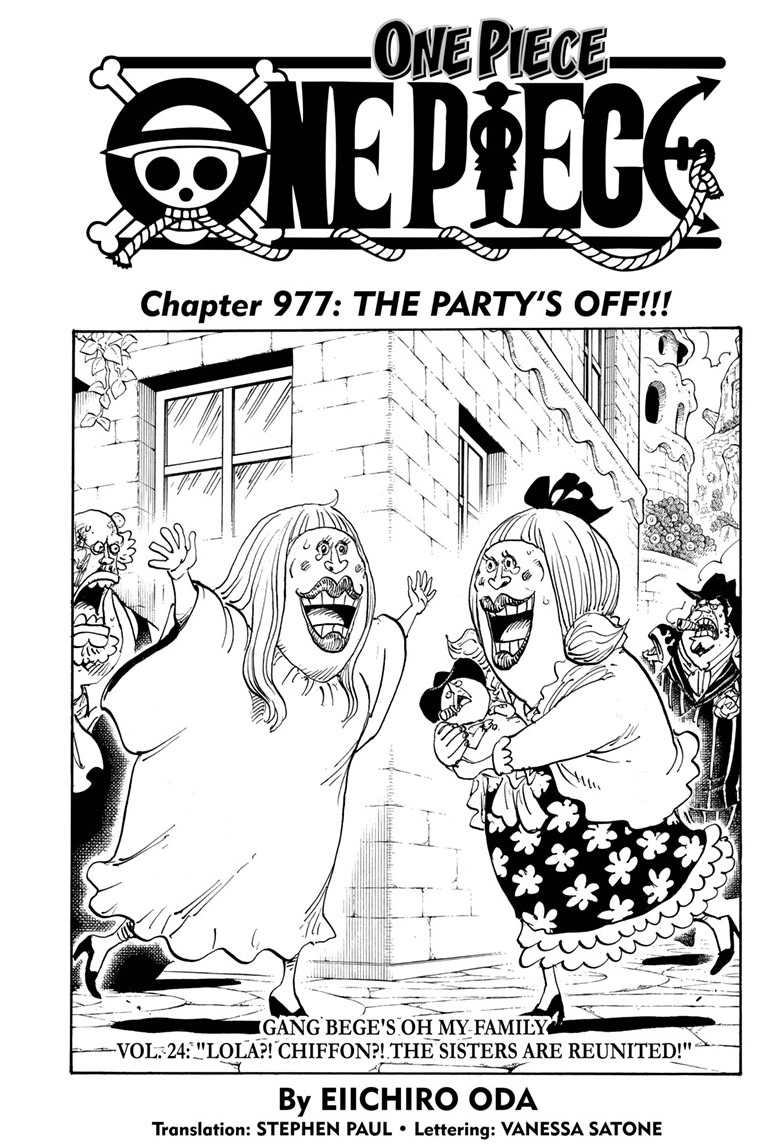 ONE PIECE
ONE PIECE
Chapter 977: THE PARTY'S OFF!!!
GANG BEGE'S OH MY FAMILY
VOL. 24: "LOLA?! CHIFFON?! THE SISTERS ARE REUNITED!"
By EIICHIRO ODA
Translation: STEPHEN PAUL • Lettering: VANESSA SATONE